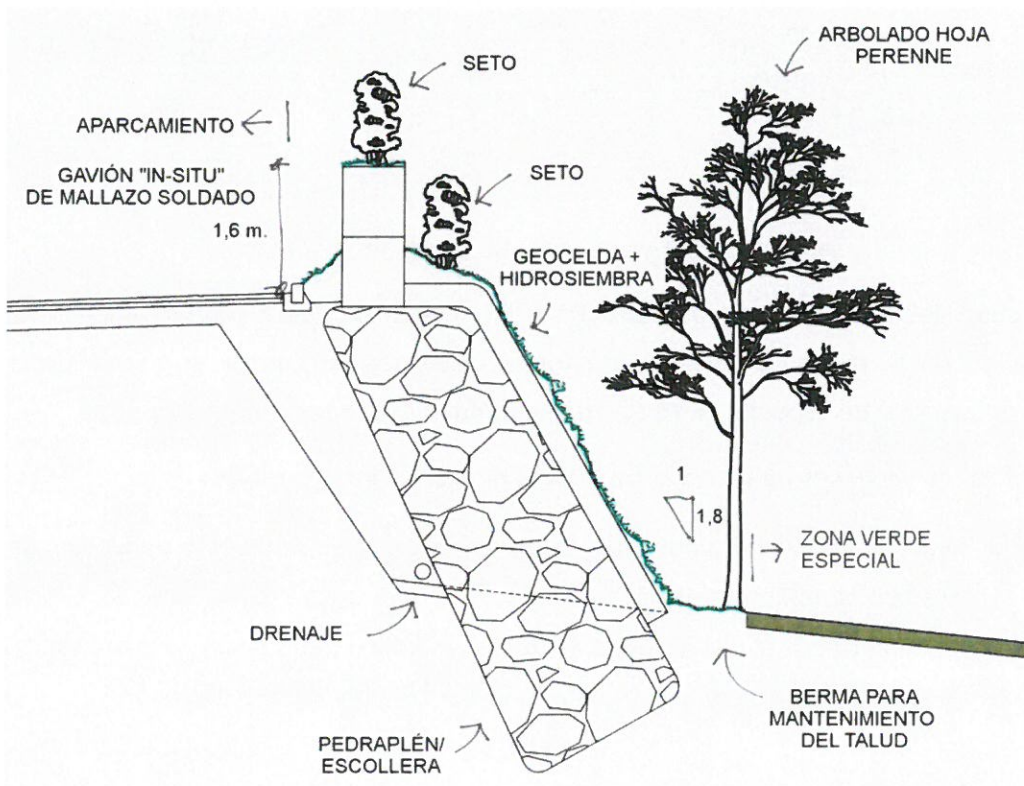 ARBOLADO HOJA
PERENNE
SETO
APARCAMIENTO
GAVIÓN "IN-SITU"
DE MALLAZO SOLDADO
1,6 m.
SETO
GEOCELDA +
HIDROSIEMBRA
1
1,8
ZONA VERDE
ESPECIAL
DRENAJE
BERMA PARA
MANTENIMIENTO
DEL TALUD
PEDRAPLÉN/
ESCOLLERA